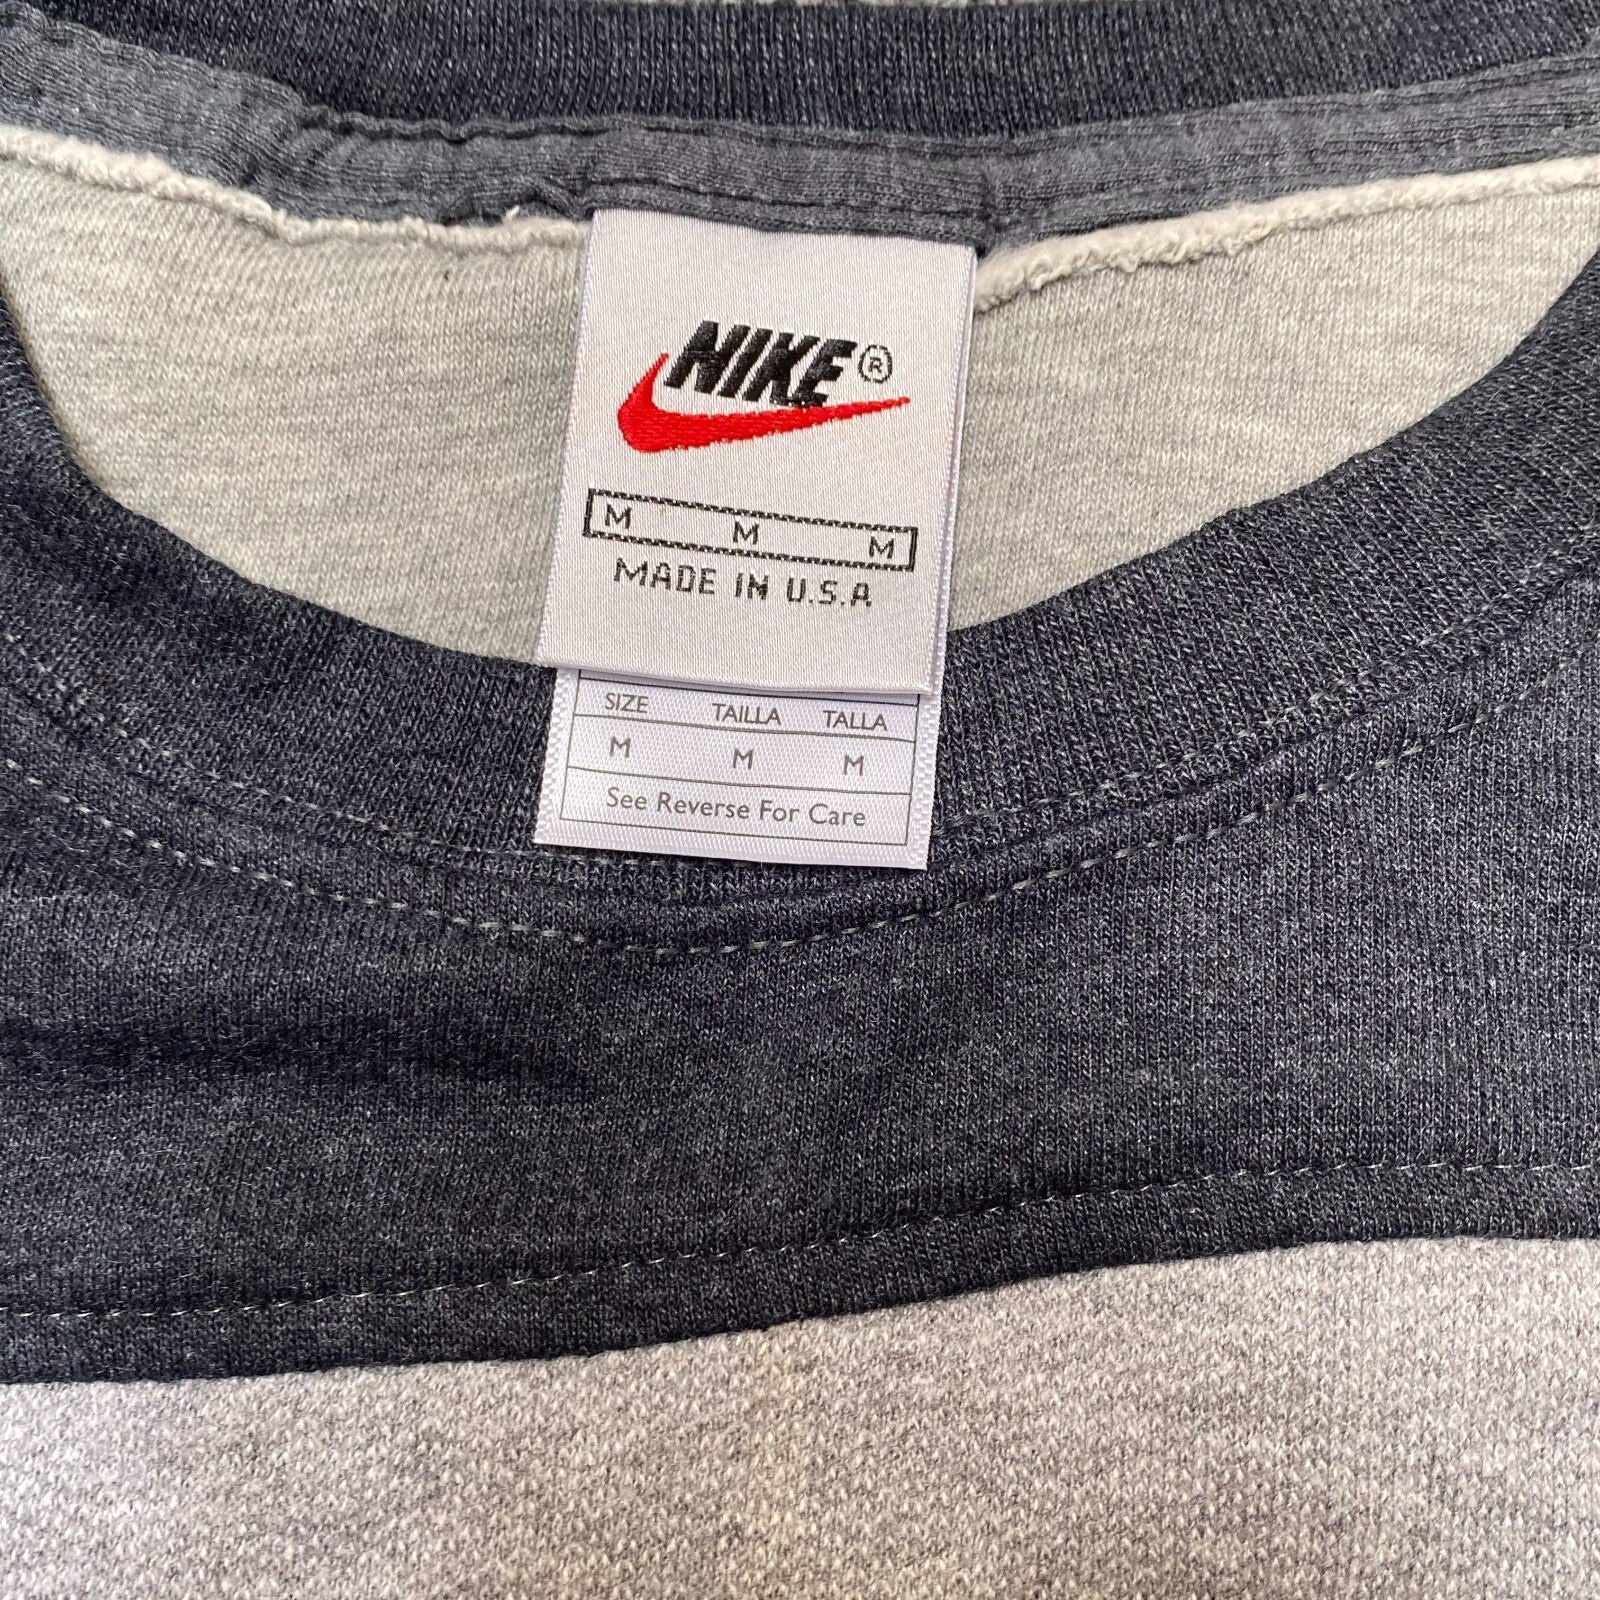 NIKE®
M M M
MADE IN U.S.A
SIZE TAILLA TALLA
M M M
See Reverse For Care